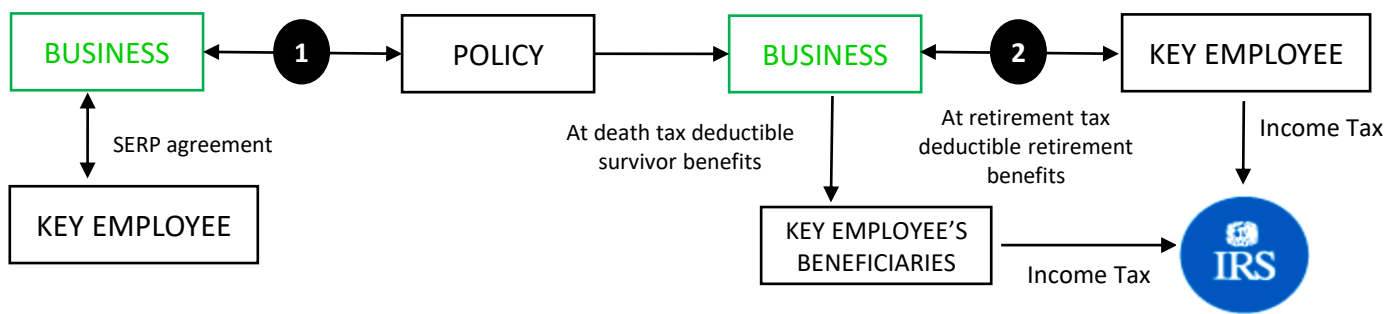 BUSINESS
1
POLICY
BUSINESS
2
KEY EMPLOYEE
SERP agreement
KEY EMPLOYEE
At death tax deductible
survivor benefits
At retirement tax
deductible retirement
benefits
Income Tax
KEY EMPLOYEE’S
BENEFICIARIES
Income Tax
IRS